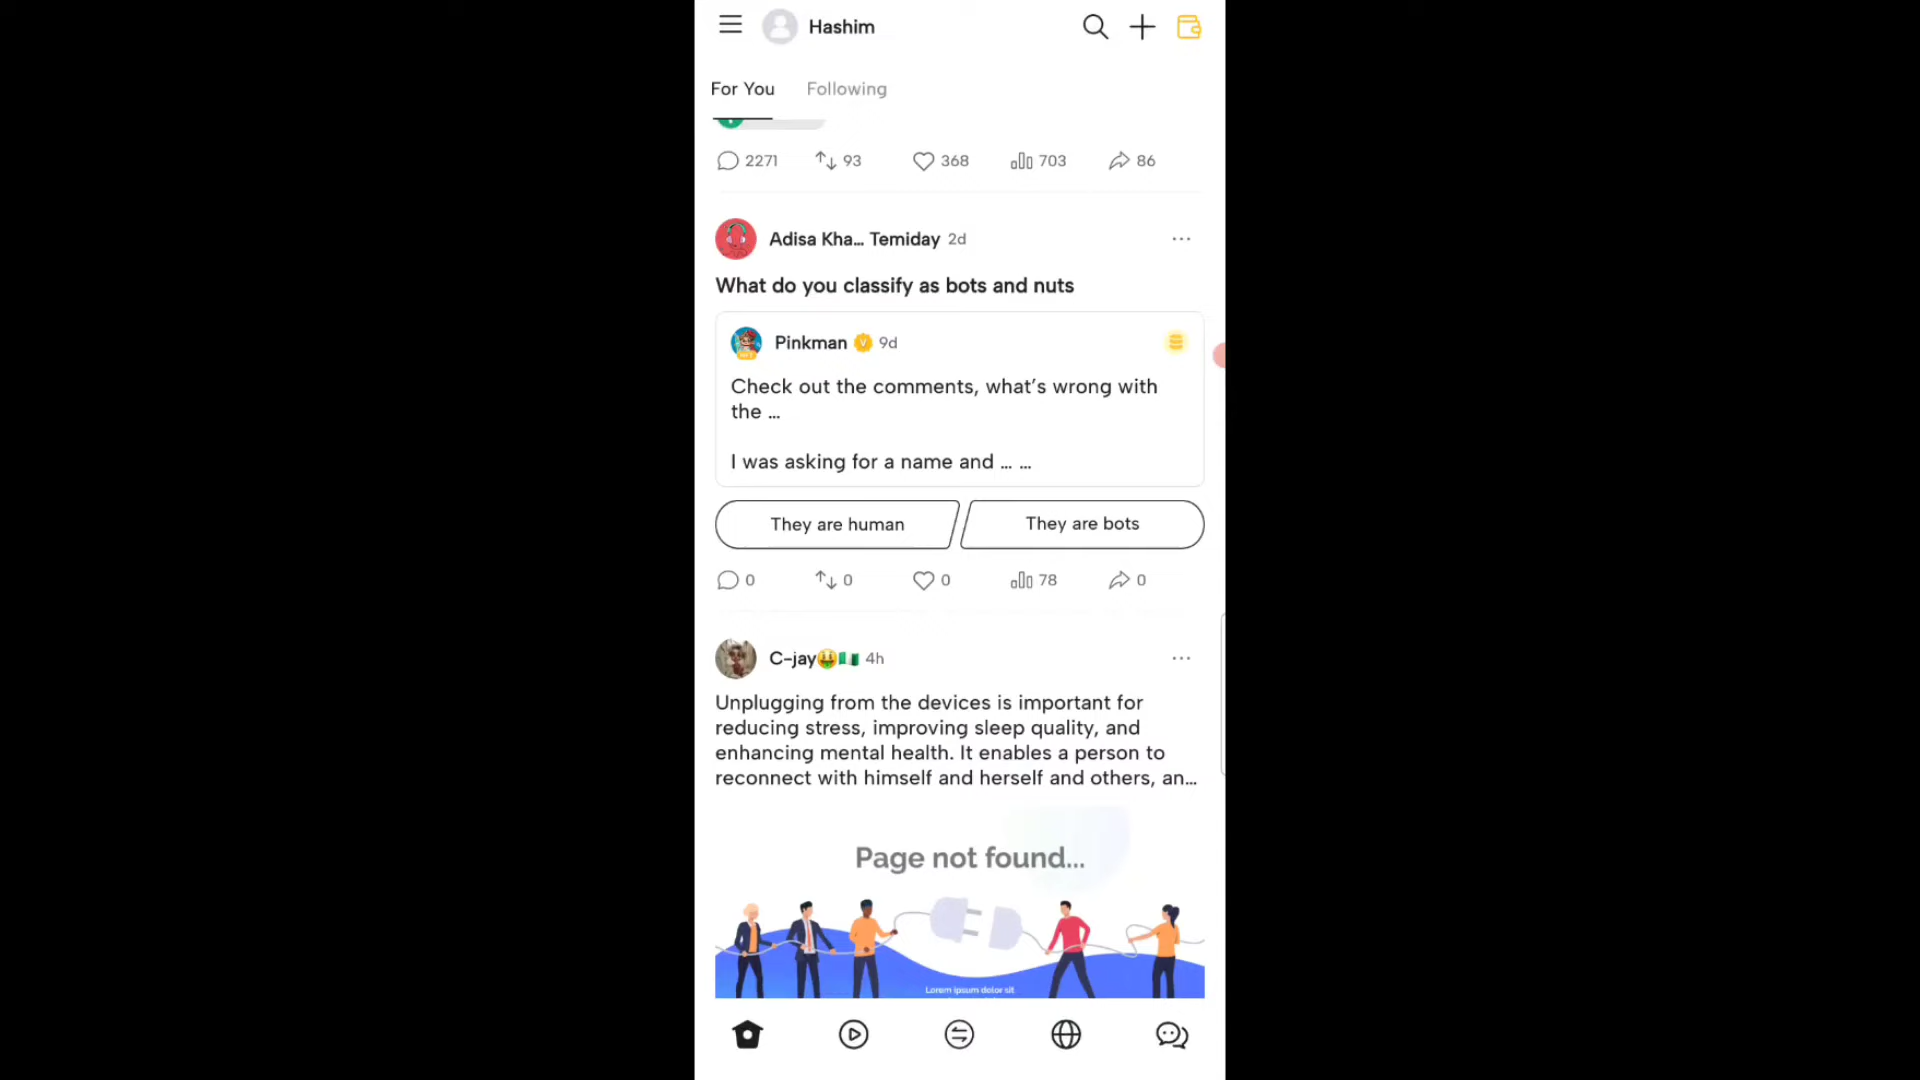 Hashim
For You Following
2271 93 368 703 86
Adisa Kha... Temiday 2d
What do you classify as bots and nuts
Pinkman 9d
Check out the comments, what's wrong with
the ...
I was asking for a name and ... ...
They are human They are bots
0 0 0 78 0
C-jay🤑🇳🇬 4h
Unplugging from the devices is important for
reducing stress, improving sleep quality, and
enhancing mental health. It enables a person to
reconnect with himself and herself and others, an...
Page not found...
Lorem ipsum dolor sit